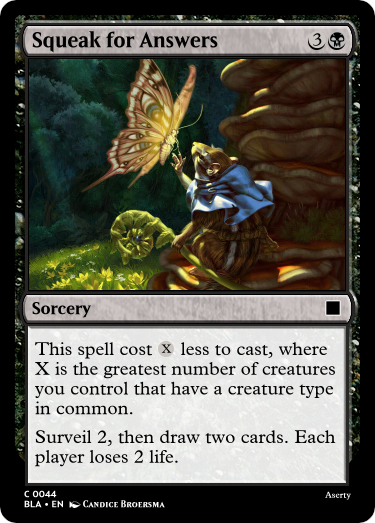 Squeak for Answers 3
Sorcery
This spell cost X less to cast, where
X is the greatest number of creatures
you control that have a creature type
in common.
Surveil 2, then draw two cards. Each
player loses 2 life.
C 0044
BLA • EN Candice Broersma
Aserty